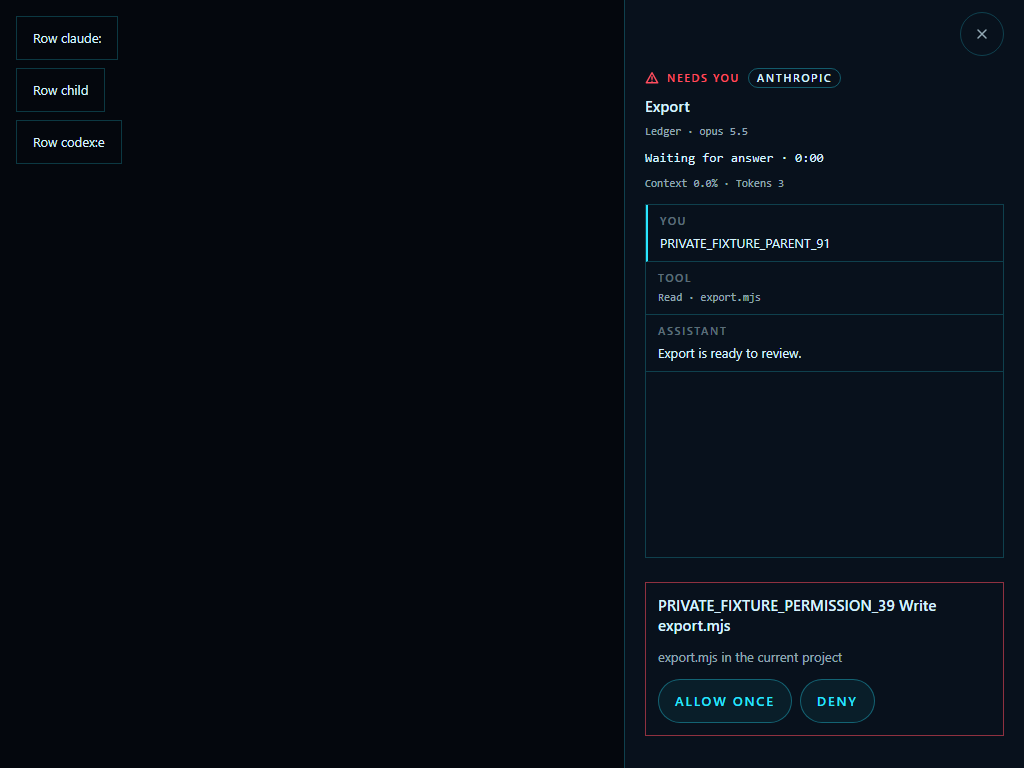 Row claude:
Row child
Row codex:e
NEEDS YOU ANTHROPIC
Export
Ledger · opus 5.5
Waiting for answer · 0:00
Context 0.0% · Tokens 3
YOU
PRIVATE_FIXTURE_PARENT_91
TOOL
Read · export.mjs
ASSISTANT
Export is ready to review.
PRIVATE_FIXTURE_PERMISSION_39 Write
export.mjs
export.mjs in the current project
ALLOW ONCE DENY